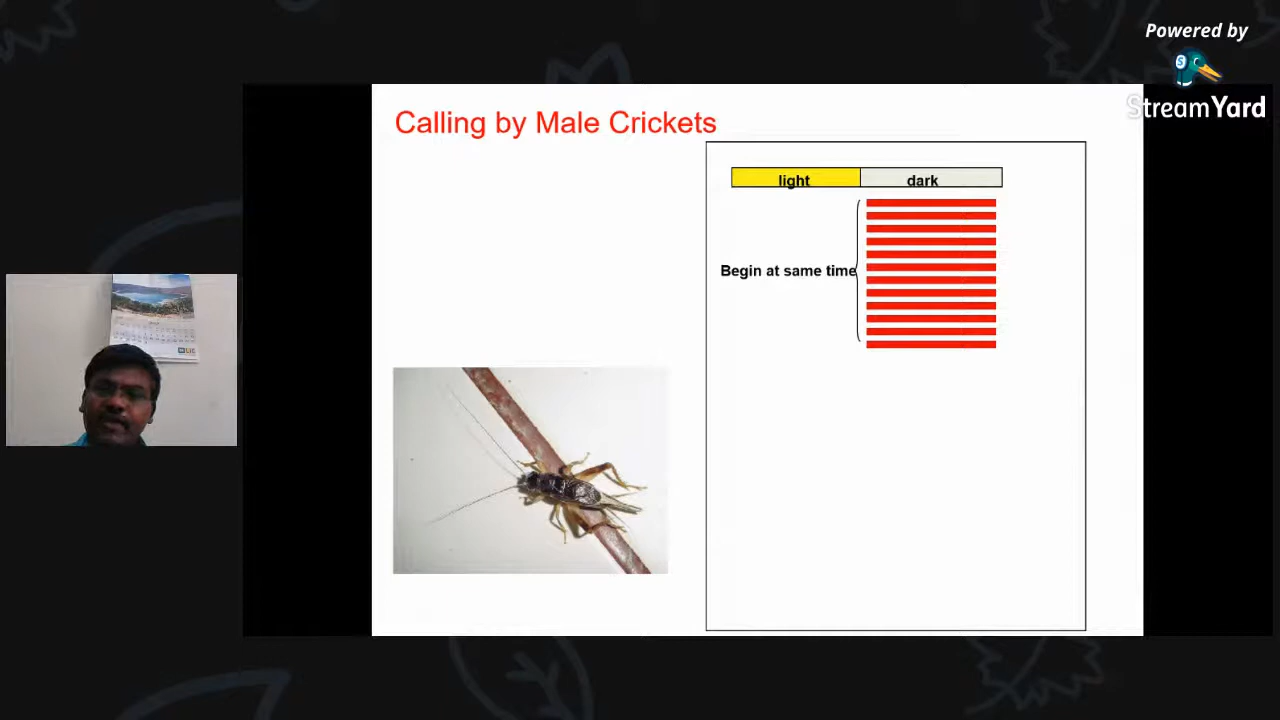 Powered by
StreamYard
Calling by Male Crickets
light dark
Begin at same time